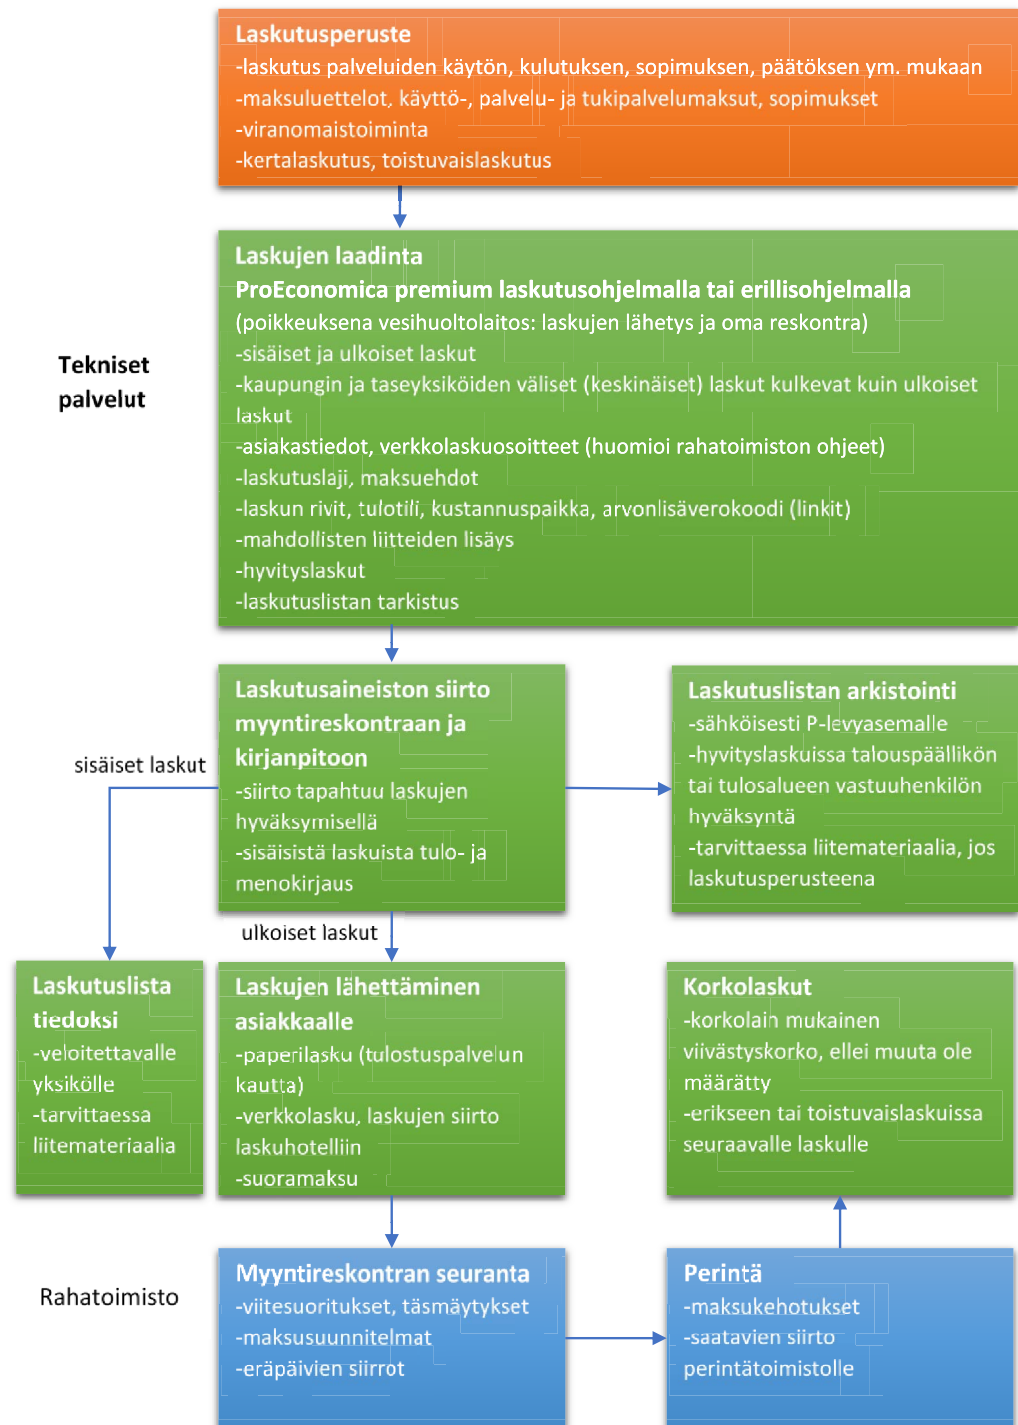 Laskutusperuste
-laskutus palveluiden käytön, kulutuksen, sopimuksen, päätöksen ym. mukaan
-maksuluettelot, käyttö-, palvelu- ja tukipalvelumaksut, sopimukset
-viranomaistoiminta
-kertalaskutus, toistuvaislaskutus
Tekniset
palvelut
Laskujen laadinta
ProEconomica premium laskutusohjelmalla tai erillisohjelmalla
(poikkeuksena vesihuoltolaitos: laskujen lähetys ja oma reskontra)
-sisäiset ja ulkoiset laskut
-kaupungin ja taseyksiköiden väliset (keskinäiset) laskut kulkevat kuin ulkoiset
laskut
-asiakastiedot, verkkolaskuosoitteet (huomioi rahatoimiston ohjeet)
-laskutuslaji, maksuehdot
-laskun rivit, tulotili, kustannuspaikka, arvonlisäverokoodi (linkit)
-mahdollisten liitteiden lisäys
-hyvityslaskut
-laskutuslistan tarkistus
Laskutusaineiston siirto
myyntireskontraan ja
kirjanpitoon
-siirto tapahtuu laskujen
hyväksymisellä
-sisäisistä laskuista tulo- ja
menokirjaus
Laskutuslistan arkistointi
-sähköisesti P-levyasemalle
-hyvityslaskuissa talouspäällikön
tai tulosalueen vastuuhenkilön
hyväksyntä
-tarvittaessa liitemateriaalia, jos
laskutusperusteena
sisäiset laskut
ulkoiset laskut
Laskutuslista
tiedoksi
-veloitettavalle
yksikölle
-tarvittaessa
liitemateriaalia
Laskujen lähettäminen
asiakkaalle
-paperilasku (tulostuspalvelun
kautta)
-verkkolasku, laskujen siirto
laskuhotelliin
-suoramaksu
Korkolaskut
-korkolain mukainen
viivästyskorko, ellei muuta ole
määrätty
-erikseen tai toistuvaislaskuissa
seuraavalle laskulle
Rahatoimisto
Myyntireskontran seuranta
-viitesuoritukset, täsmäytykset
-maksusuunnitelmat
-eräpäivien siirrot
Perintä
-maksukehotukset
-saatavien siirto
perintätoimistolle